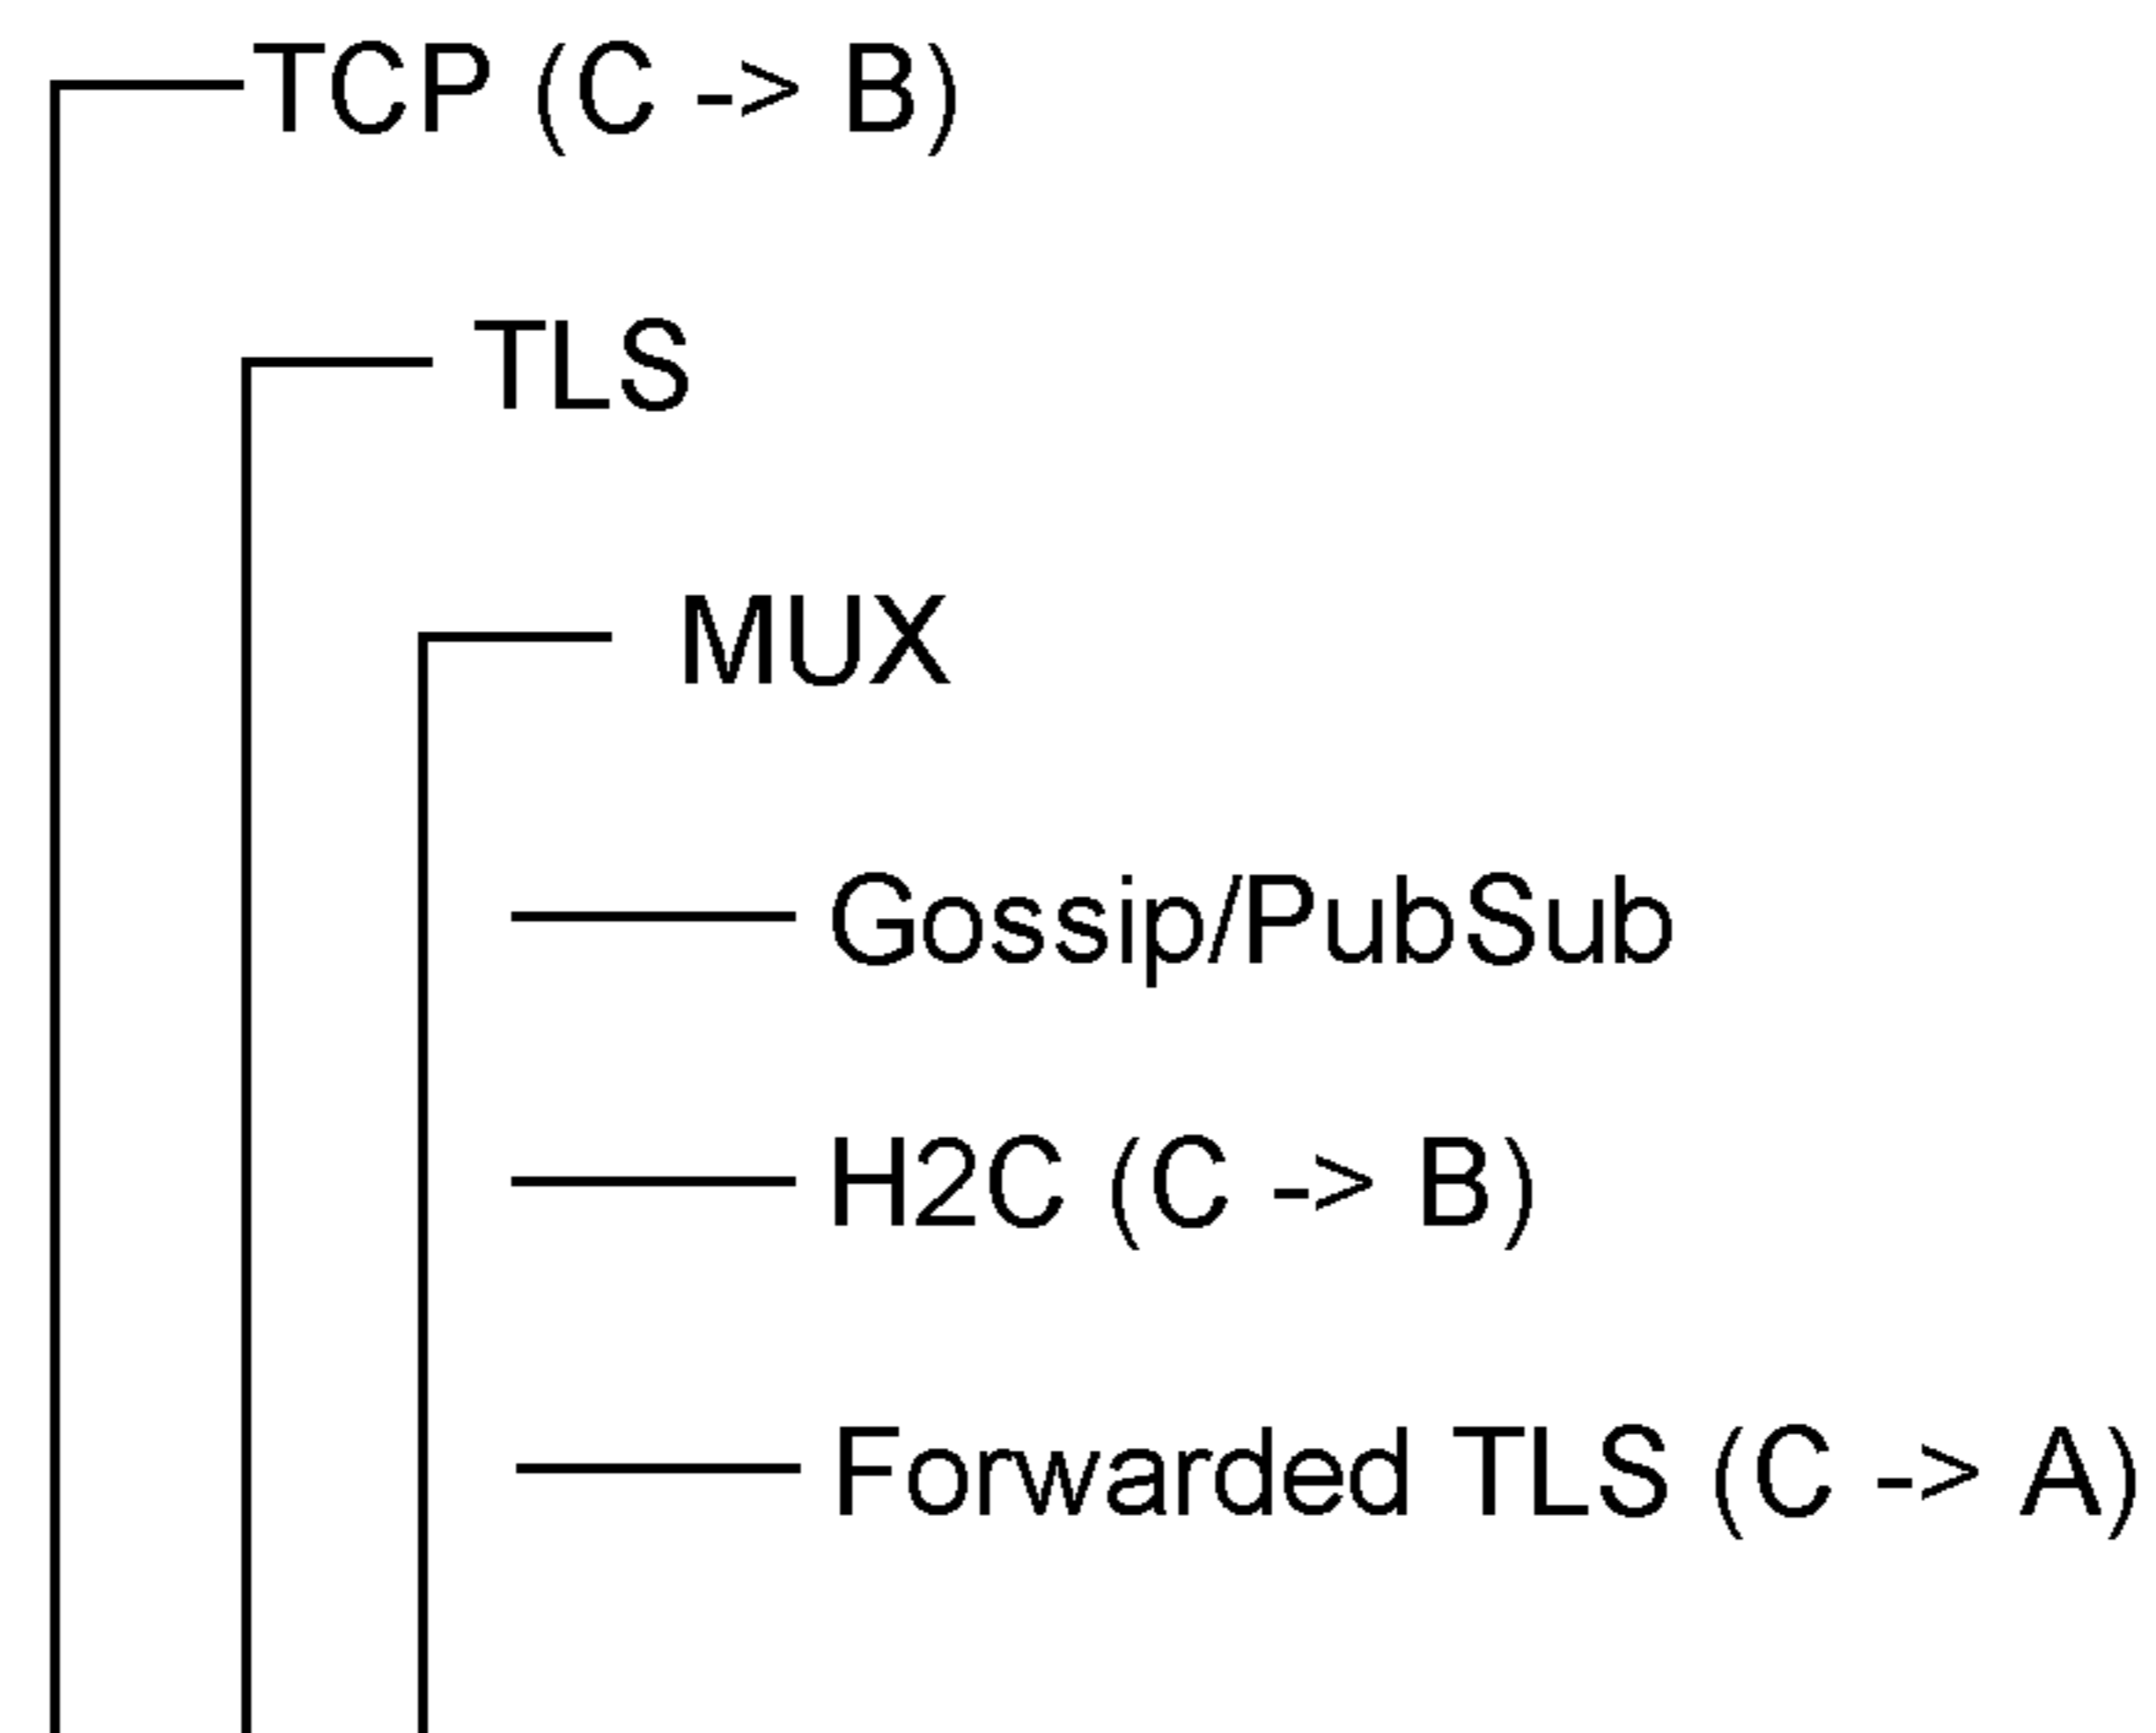 TCP (C -> B)
TLS
MUX
Gossip/PubSub
H2C (C -> B)
Forwarded TLS (C -> A)